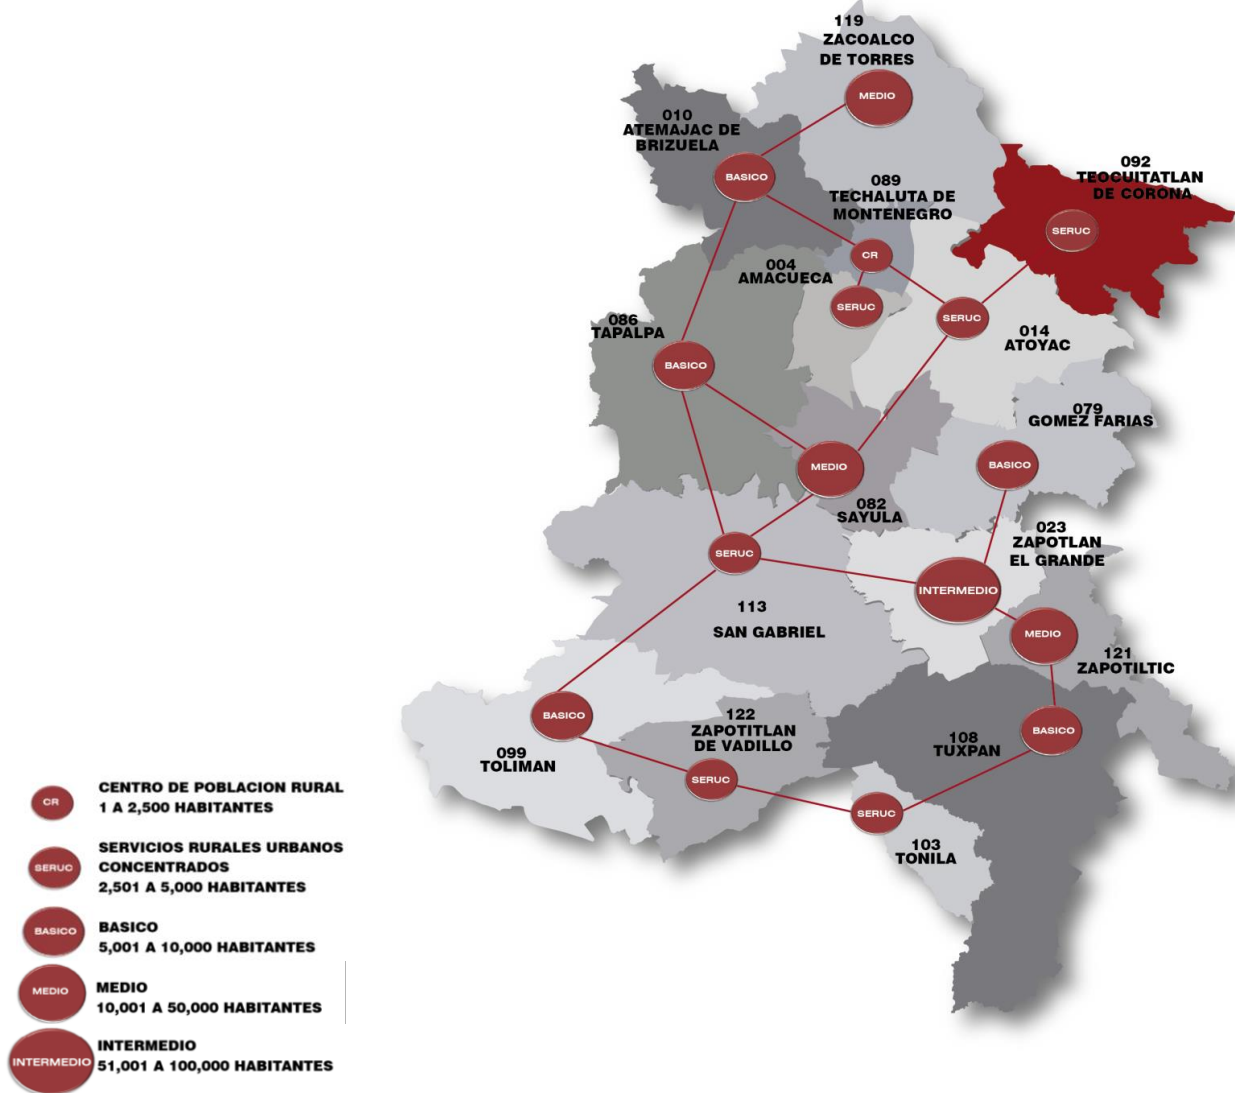 119
ZACOALCO
DE TORRES
MEDIO
010
ATEMAJAC DE
BRIZUELA
BASICO
092
TEOCUITATLAN
DE CORONA
SERUC
089
TECHALUTA DE
MONTENEGRO
CR
004
AMACUECA
SERUC
SERUC
014
ATOYAC
086
TAPALPA
BASICO
079
GOMEZ FARIAS
BASICO
MEDIO
082
SAYULA
023
ZAPOTLAN
EL GRANDE
INTERMEDIO
SERUC
113
SAN GABRIEL
MEDIO
121
ZAPOTILTIC
BASICO
099
TOLIMAN
122
ZAPOTITLAN
DE VADILLO
SERUC
108
TUXPAN
BASICO
SERUC
103
TONILA
CR
CENTRO DE POBLACION RURAL
1 A 2,500 HABITANTES
SERUC
SERVICIOS RURALES URBANOS
CONCENTRADOS
2,501 A 5,000 HABITANTES
BASICO
BASICO
5,001 A 10,000 HABITANTES
MEDIO
MEDIO
10,001 A 50,000 HABITANTES
INTERMEDIO
INTERMEDIO
51,001 A 100,000 HABITANTES